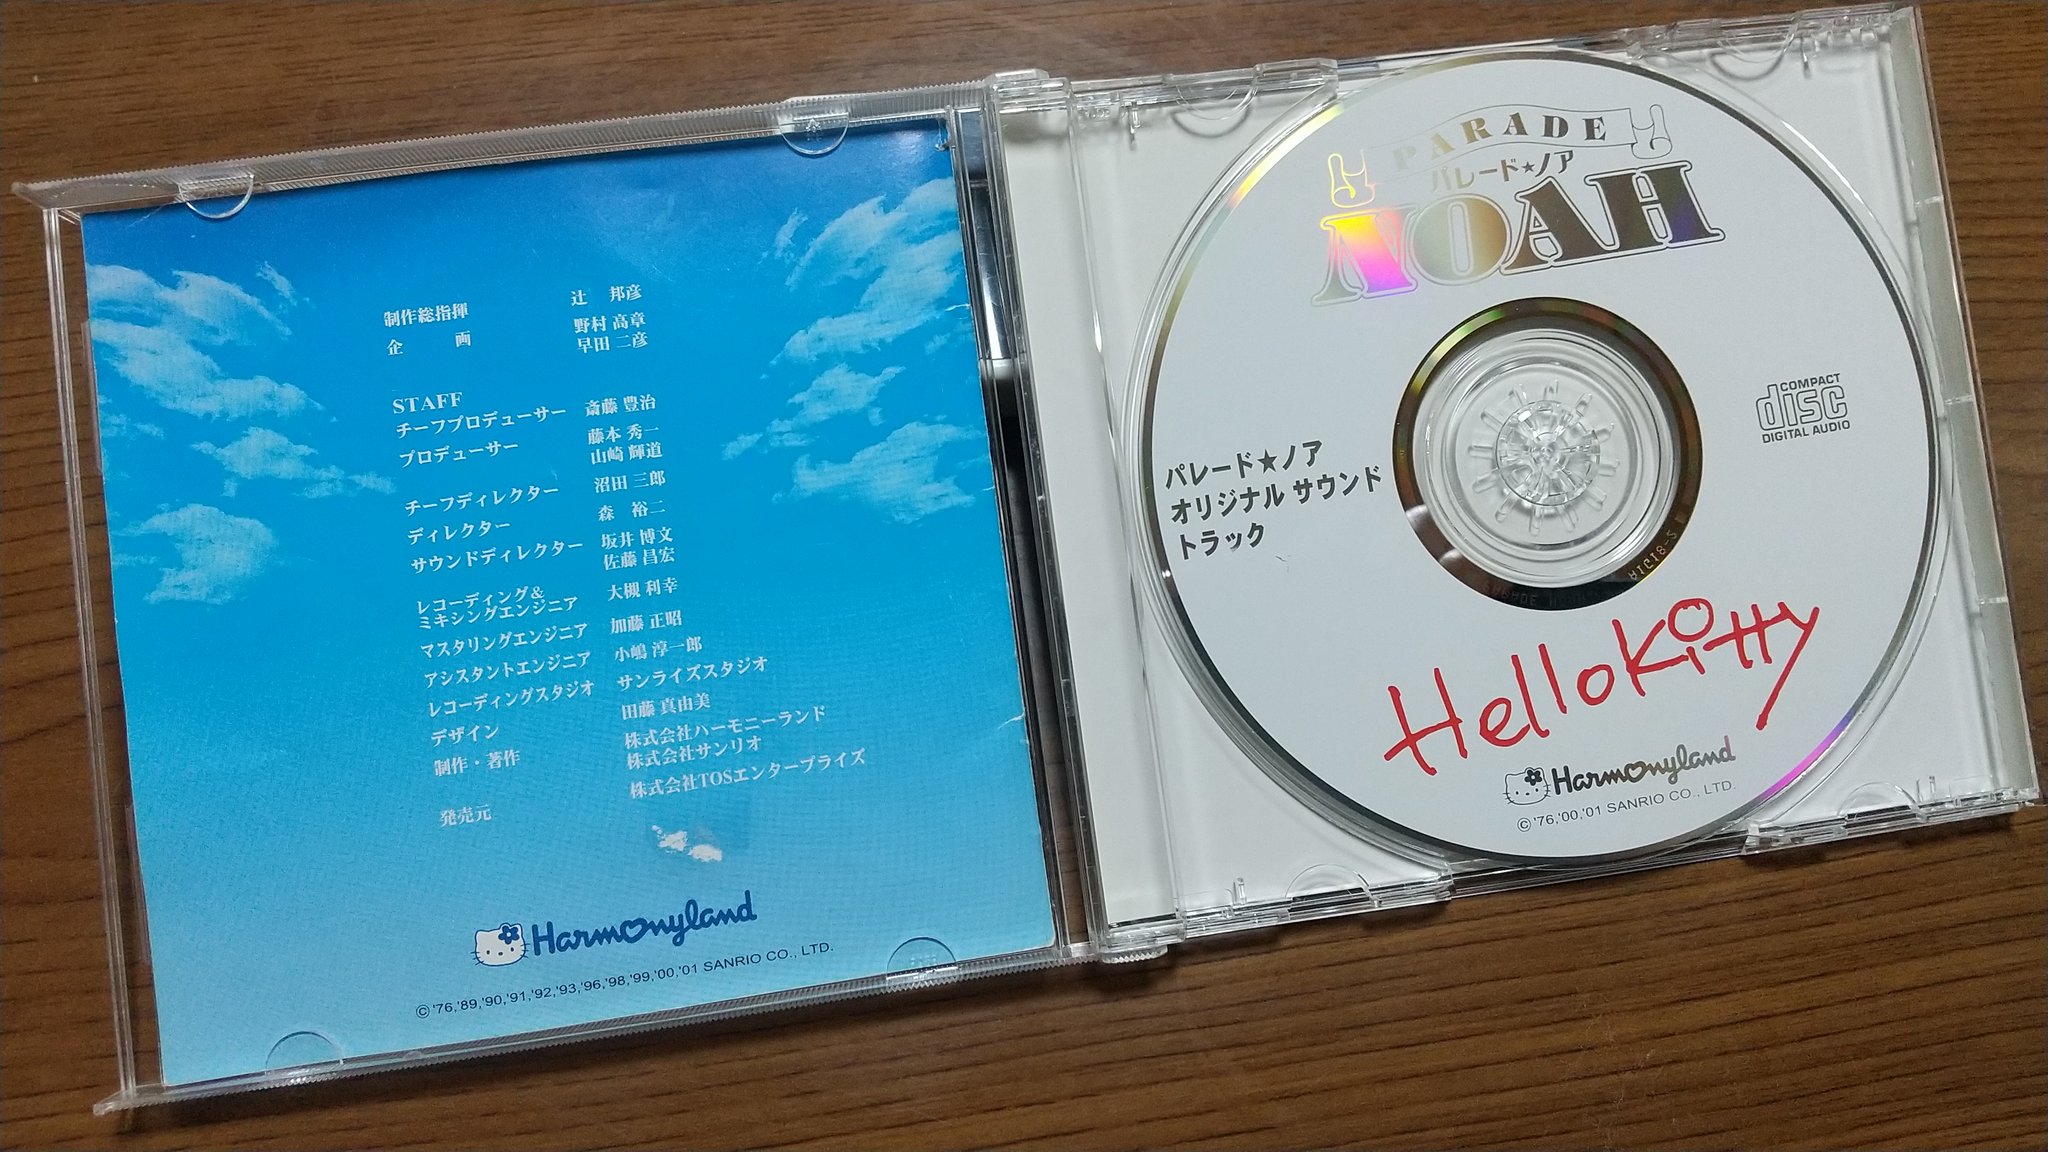 制作総指揮 辻 邦彦
企 画 野村 高章
早田 二彦
STAFF
チーフプロデューサー 斎藤 豊治
プロデューサー 藤本 秀一
山崎 輝道
チーフディレクター 沼田 三郎
ディレクター 森 裕二
サウンドディレクター 坂井 博文
佐藤 昌宏
レコーディング&
ミキシングエンジニア 大槻 利幸
マスタリングエンジニア 加藤 正昭
アシスタントエンジニア 小嶋 淳一郎
レコーディングスタジオ サンライズスタジオ
デザイン 田藤 真由美
制作・著作 株式会社ハーモニーランド
株式会社サンリオ
発売元 株式会社TOSエンタープライズ
Harmonyland
©'76,'89,'90,'91,'92,'93,'96,'98,'99,'00,'01 SANRIO CO., LTD.
PARADE
パレード★ノア
NOAH
COMPACT
disc
DIGITAL AUDIO
パレード★ノア
オリジナル サウンド
トラック
HelloKitty
Harmonyland
©'76,'00,'01 SANRIO CO., LTD.